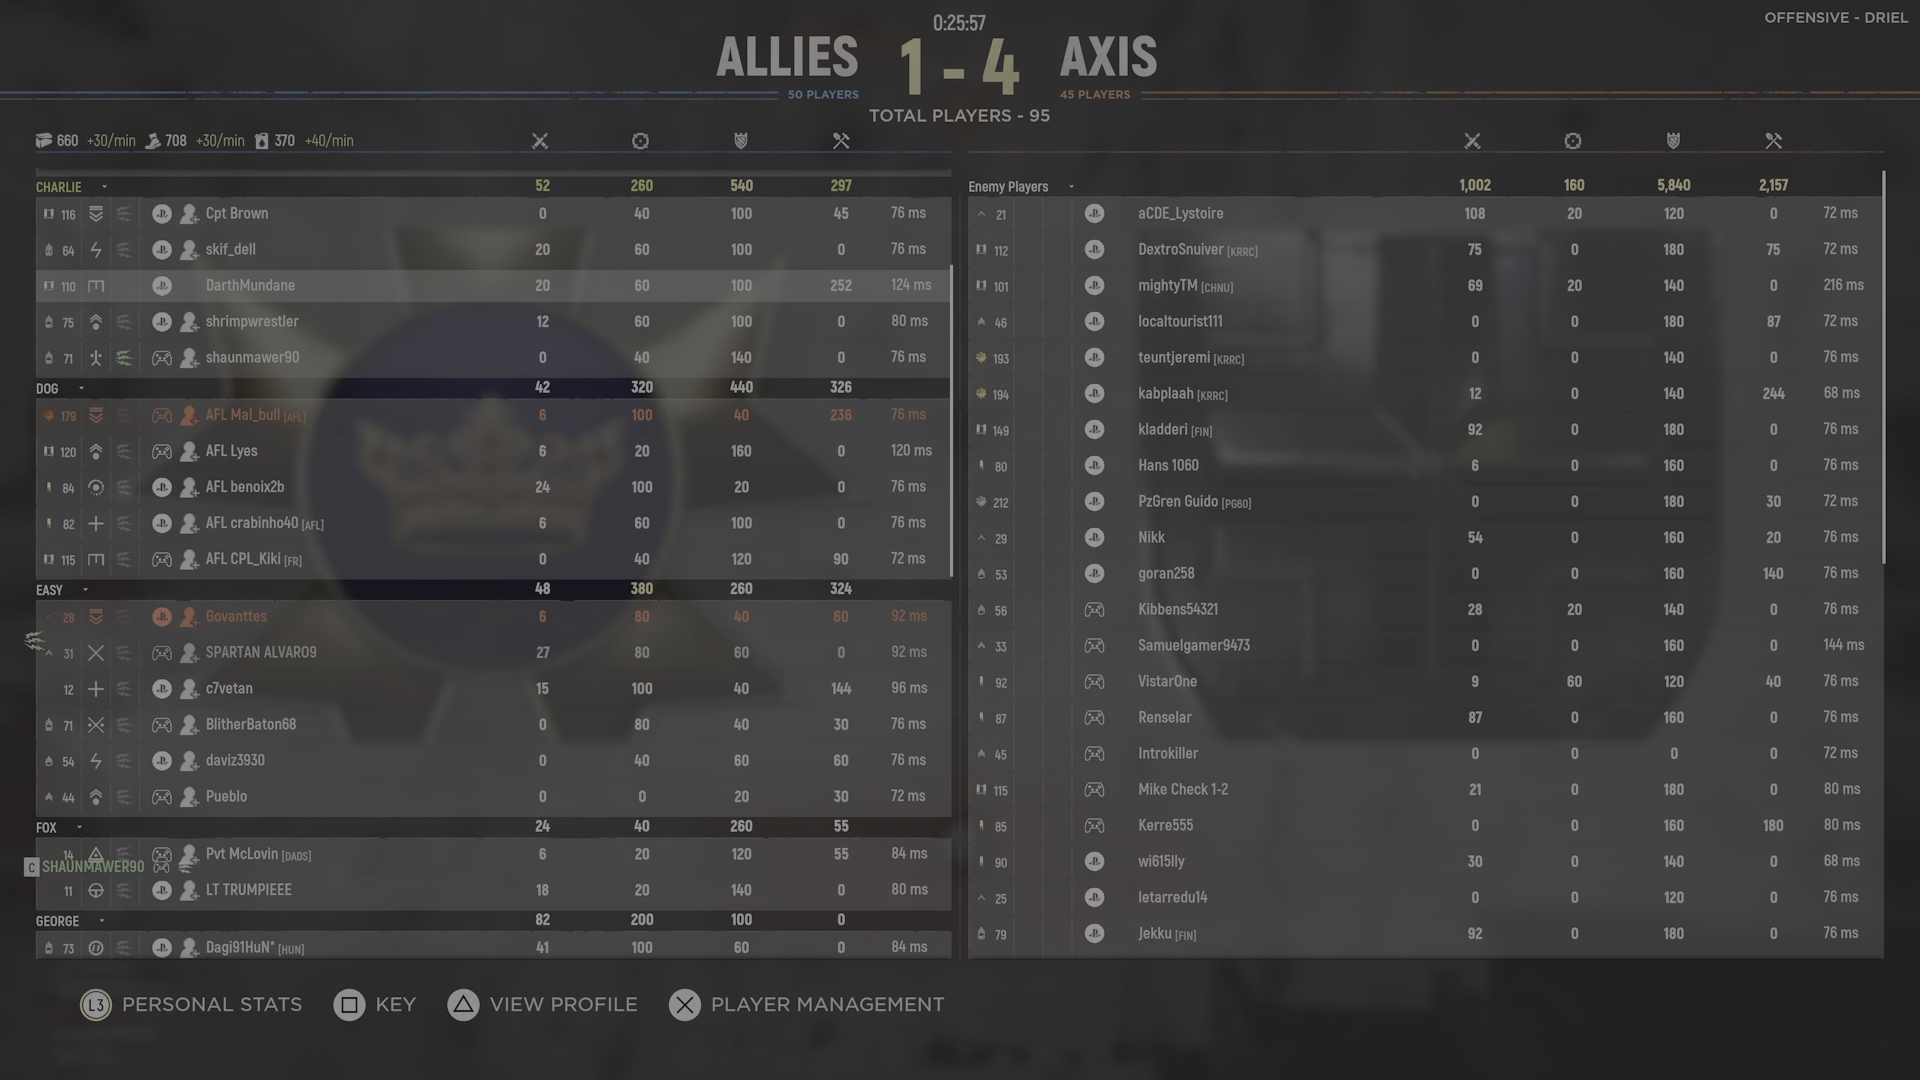 0:25:57
OFFENSIVE - DRIEL
ALLIES 1 - 4 AXIS
50 PLAYERS 45 PLAYERS
TOTAL PLAYERS - 95
660 +30/min 708 +30/min 370 +40/min
CHARLIE 52 260 540 297
116 Cpt Brown 0 40 100 45 76 ms
64 skif_dell 20 60 100 0 76 ms
110 DarthMundane 20 60 100 252 124 ms
75 shrimpwrestler 12 60 100 0 80 ms
71 shaunmawer90 0 40 140 0 76 ms
DOG 42 320 440 326
179 AFL Mal_bull [AFL] 6 100 40 236 76 ms
120 AFL Lyes 6 20 160 0 120 ms
84 AFL benoix2b 24 100 20 0 76 ms
82 AFL crabinho40 [AFL] 6 60 100 0 76 ms
115 AFL CPL_Kiki [FR] 0 40 120 90 72 ms
EASY 48 380 260 324
28 Govanttes 6 80 40 60 92 ms
31 SPARTAN ALVARO9 27 80 60 0 92 ms
12 c7vetan 15 100 40 144 96 ms
71 BlitherBaton68 0 80 40 30 76 ms
54 daviz3930 0 40 60 60 76 ms
44 Pueblo 0 0 20 30 72 ms
FOX 24 40 260 55
14 Pvt McLovin [DADS] 6 20 120 55 84 ms
C SHAUNMAWER90
11 LT TRUMPIEEE 18 20 140 0 80 ms
GEORGE 82 200 100 0
73 Dagi91HuN* [HUN] 41 100 60 0 84 ms
Enemy Players 1,002 160 5,840 2,157
21 aCDE_Lystoire 108 20 120 0 72 ms
112 DextroSnuiver [KRRC] 75 0 180 75 72 ms
101 mightyTM [CHNU] 69 20 140 0 216 ms
46 localtourist111 0 0 180 87 72 ms
193 teuntjeremi [KRRC] 0 0 140 0 76 ms
194 kabplaah [KRRC] 12 0 140 244 68 ms
149 kladderi [FIN] 92 0 180 0 76 ms
80 Hans 1060 6 0 160 0 76 ms
212 PzGren Guido [PG60] 0 0 180 30 72 ms
29 Nikk 54 0 160 20 76 ms
53 goran258 0 0 160 140 76 ms
56 Kibbens54321 28 20 140 0 76 ms
33 Samuelgamer9473 0 0 160 0 144 ms
92 VistarOne 9 60 120 40 76 ms
87 Renselar 87 0 160 0 76 ms
45 Introkiller 0 0 0 0 72 ms
115 Mike Check 1-2 21 0 180 0 80 ms
85 Kerre555 0 0 160 180 80 ms
90 wi615lly 30 0 140 0 68 ms
25 letarredu14 0 0 120 0 76 ms
79 Jekku [FIN] 92 0 180 0 76 ms
L3 PERSONAL STATS KEY VIEW PROFILE PLAYER MANAGEMENT